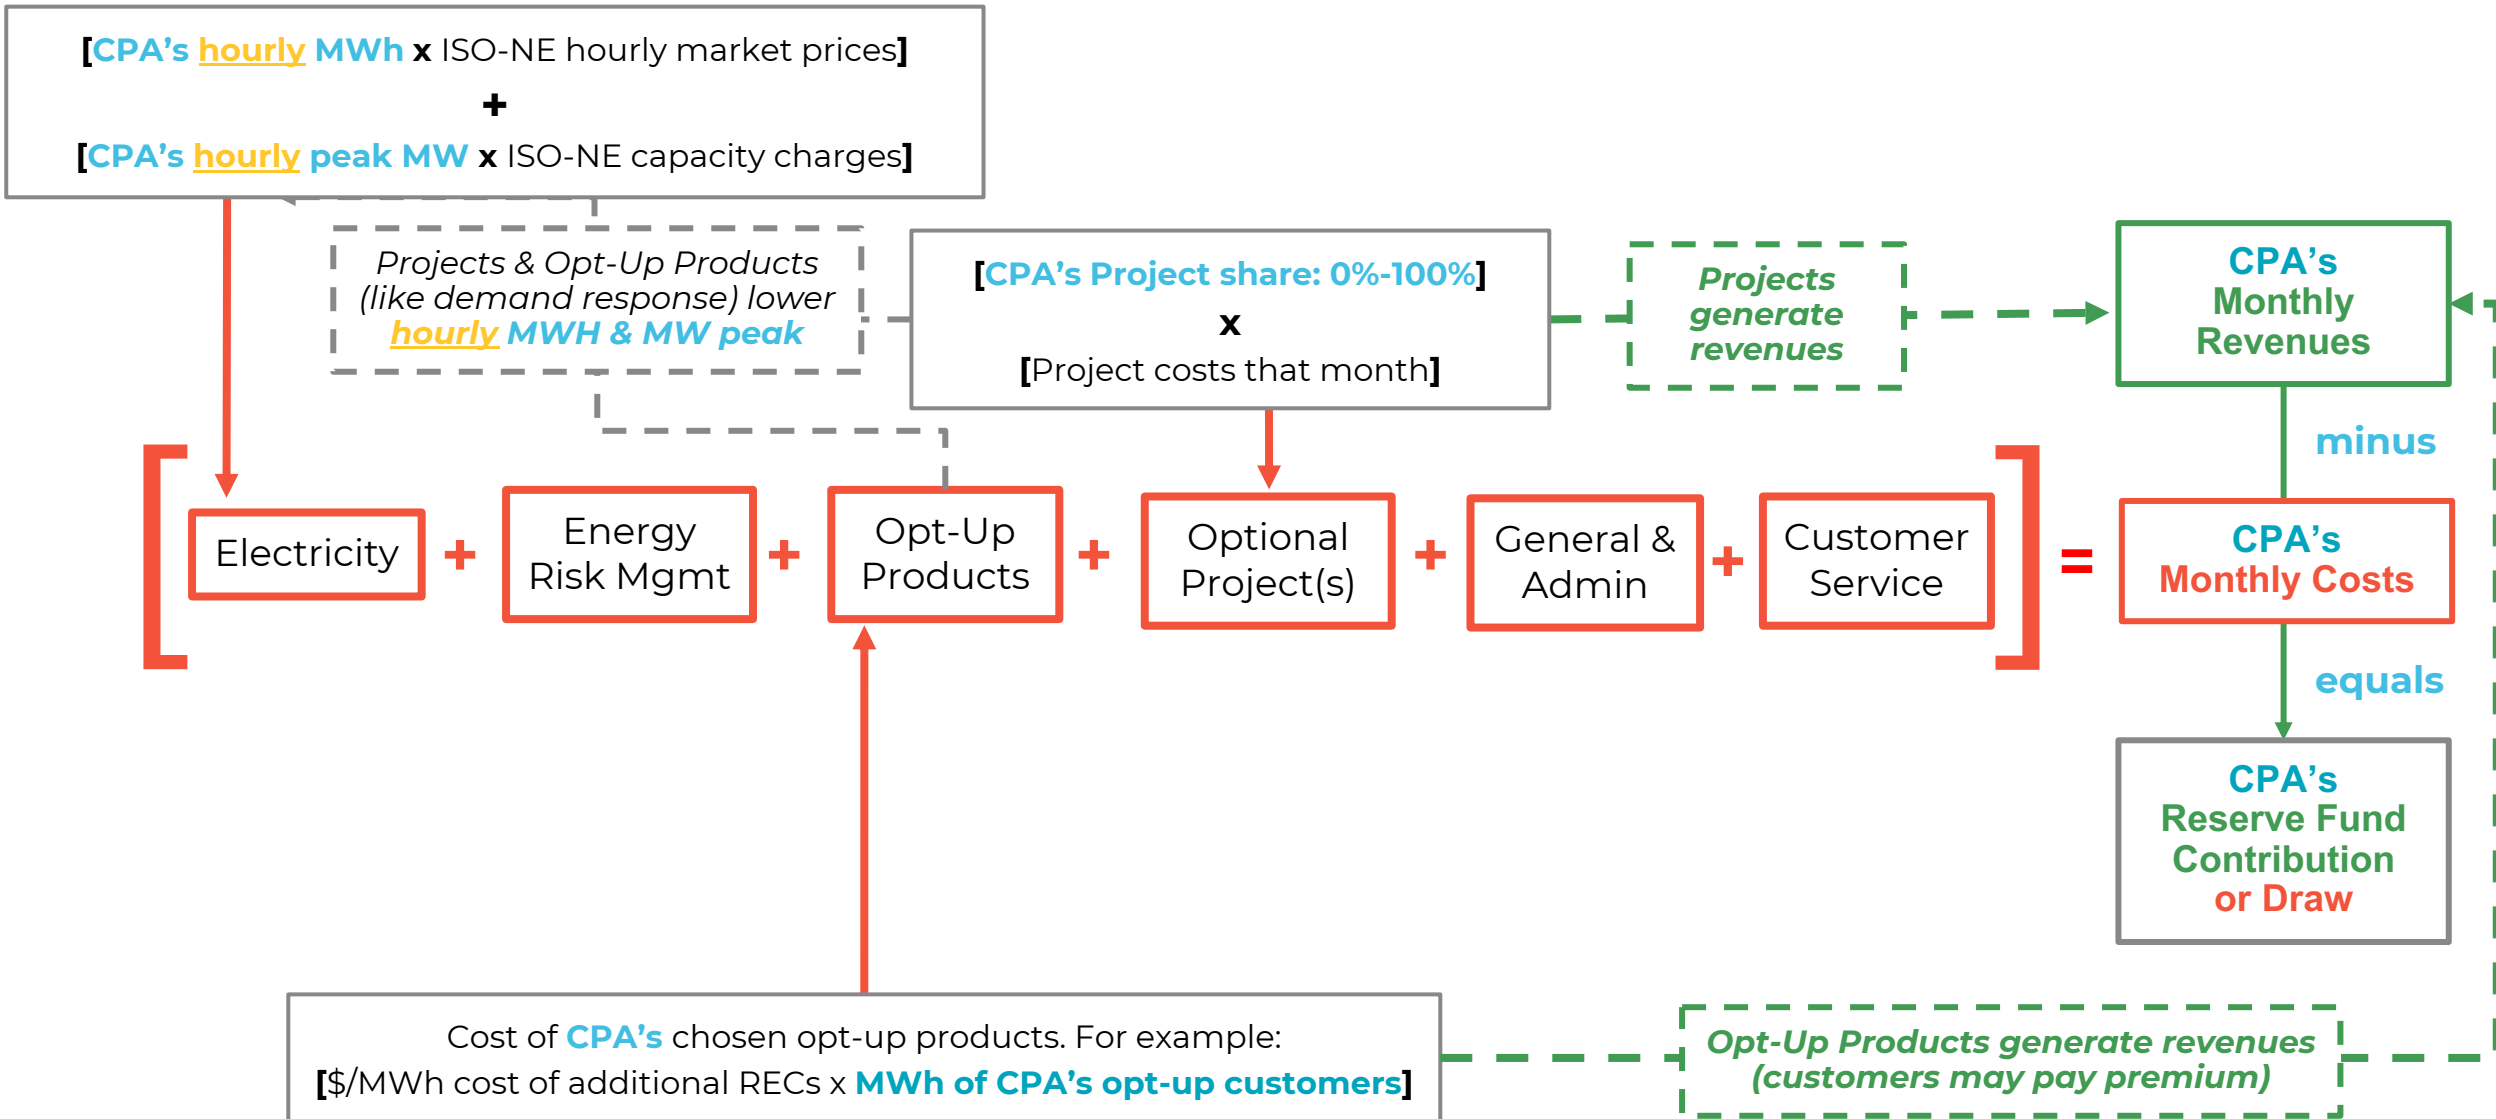 [CPA’s hourly MWh x ISO-NE hourly market prices]
+
[CPA’s hourly peak MW x ISO-NE capacity charges]
Projects & Opt-Up Products
(like demand response) lower
hourly MWH & MW peak
[CPA’s Project share: 0%-100%]
x
[Project costs that month]
Projects
generate
revenues
CPA’s
Monthly
Revenues
minus
[
Electricity
+
Energy
Risk Mgmt
+
Opt-Up
Products
+
Optional
Project(s)
+
General &
Admin
+
Customer
Service
]
=
CPA’s
Monthly Costs
equals
CPA’s
Reserve Fund
Contribution
or Draw
Cost of CPA’s chosen opt-up products. For example:
[$/MWh cost of additional RECs x MWh of CPA’s opt-up customers]
Opt-Up Products generate revenues
(customers may pay premium)